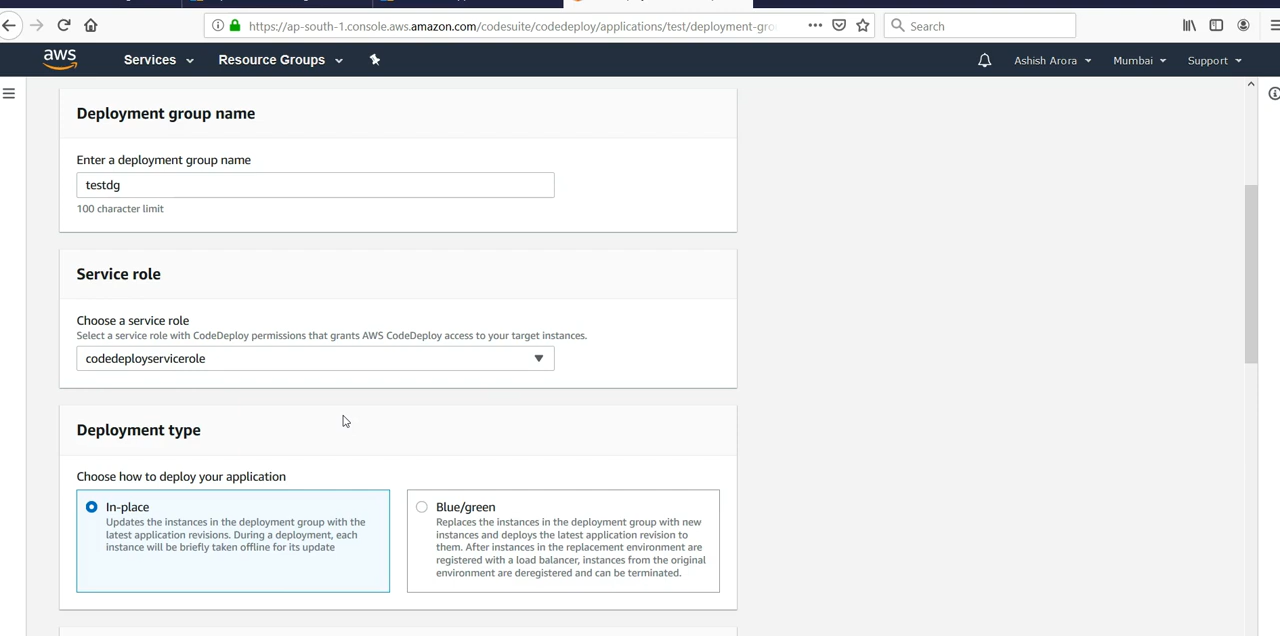 https://ap-south-1.console.aws.amazon.com/codesuite/codedeploy/applications/test/deployment-gro
Search
aws
Services
Resource Groups
Ashish Arora
Mumbai
Support
Deployment group name
Enter a deployment group name
testdg
100 character limit
Service role
Choose a service role
Select a service role with CodeDeploy permissions that grants AWS CodeDeploy access to your target instances.
codedeployservicerole
Deployment type
Choose how to deploy your application
In-place
Updates the instances in the deployment group with the
latest application revisions. During a deployment, each
instance will be briefly taken offline for its update
Blue/green
Replaces the instances in the deployment group with new
instances and deploys the latest application revision to
them. After instances in the replacement environment are
registered with a load balancer, instances from the original
environment are deregistered and can be terminated.